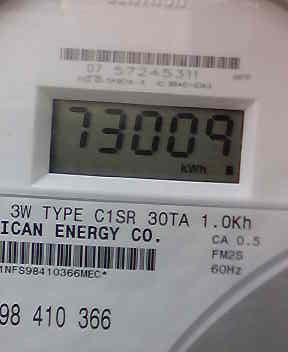 07 57245311
73009
kWh
3W TYPE C1SR 30TA 1.0Kh
ICAN ENERGY CO.
CA 0.5
FM2S
1NFS98410366MEC*
60Hz
98 410 366